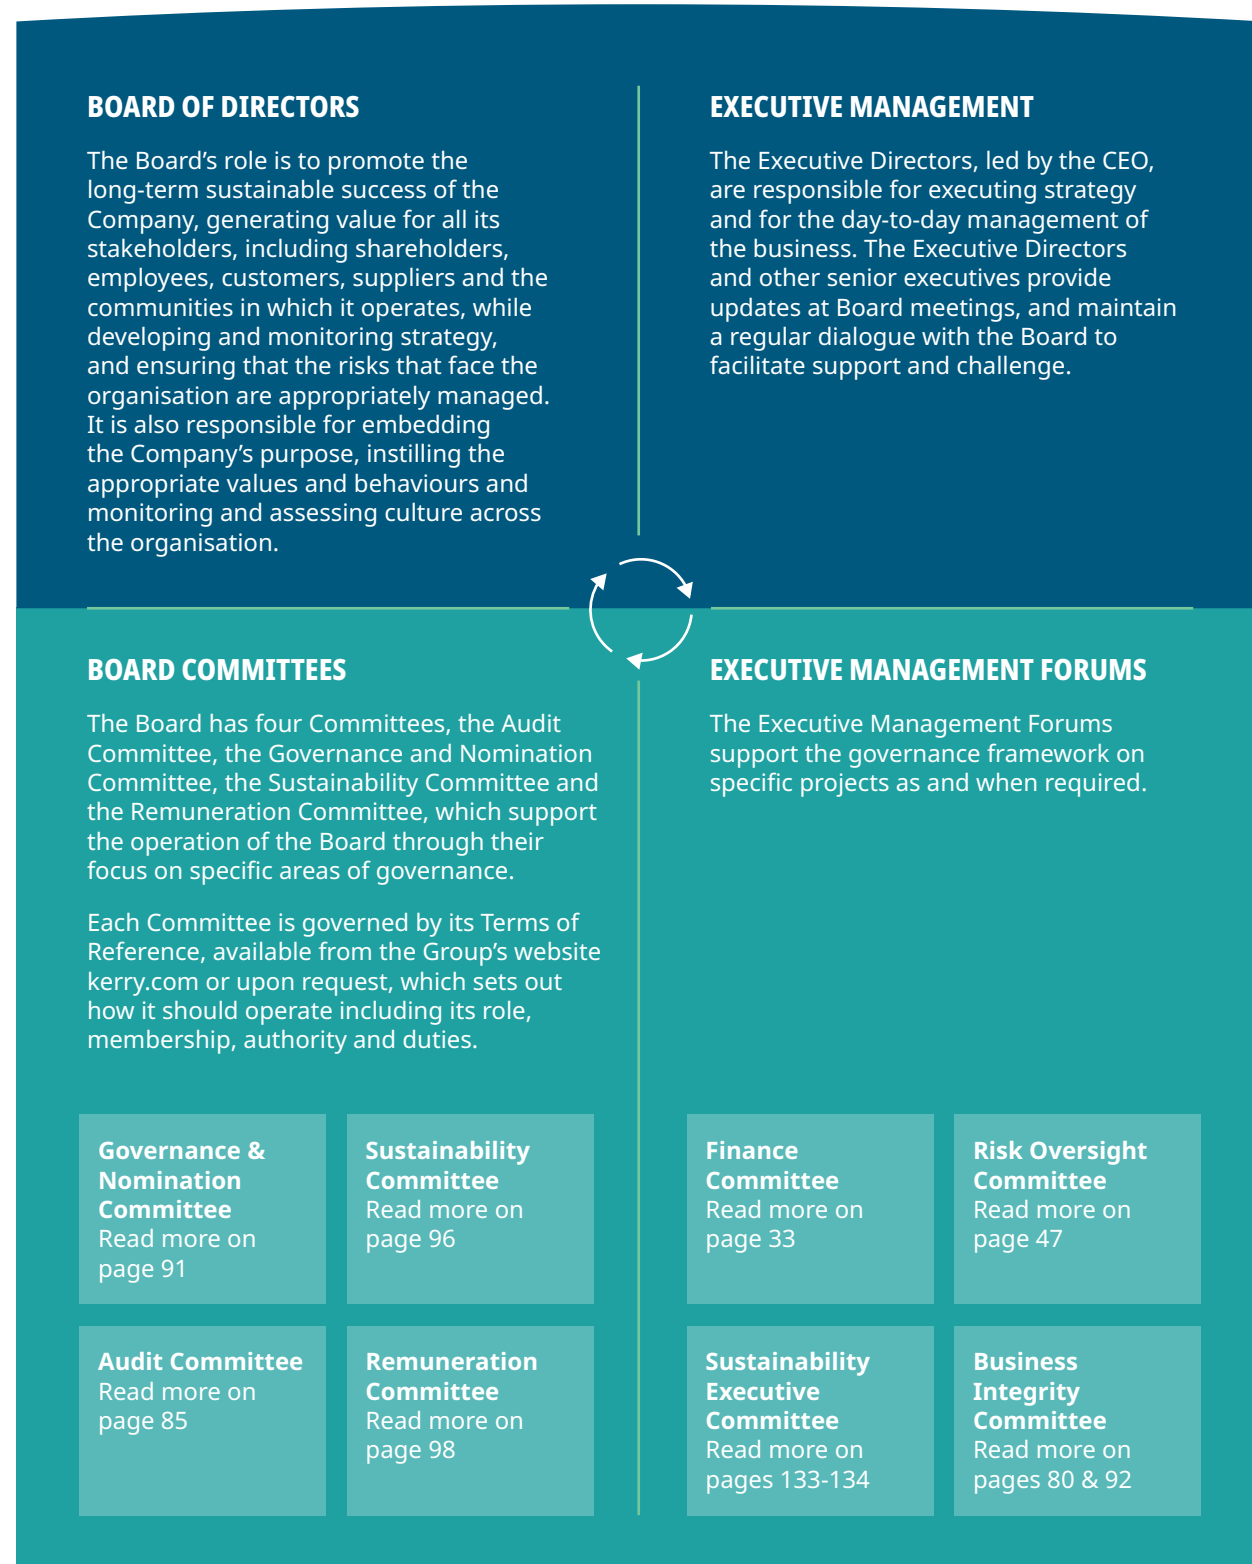 BOARD OF DIRECTORS
The Board’s role is to promote the
long-term sustainable success of the
Company, generating value for all its
stakeholders, including shareholders,
employees, customers, suppliers and the
communities in which it operates, while
developing and monitoring strategy,
and ensuring that the risks that face the
organisation are appropriately managed.
It is also responsible for embedding
the Company’s purpose, instilling the
appropriate values and behaviours and
monitoring and assessing culture across
the organisation.
EXECUTIVE MANAGEMENT
The Executive Directors, led by the CEO,
are responsible for executing strategy
and for the day-to-day management of
the business. The Executive Directors
and other senior executives provide
updates at Board meetings, and maintain
a regular dialogue with the Board to
facilitate support and challenge.
BOARD COMMITTEES
The Board has four Committees, the Audit
Committee, the Governance and Nomination
Committee, the Sustainability Committee and
the Remuneration Committee, which support
the operation of the Board through their
focus on specific areas of governance.
Each Committee is governed by its Terms of
Reference, available from the Group’s website
kerry.com or upon request, which sets out
how it should operate including its role,
membership, authority and duties.
Governance &
Nomination
Committee
Read more on
page 91
Sustainability
Committee
Read more on
page 96
Audit Committee
Read more on
page 85
Remuneration
Committee
Read more on
page 98
EXECUTIVE MANAGEMENT FORUMS
The Executive Management Forums
support the governance framework on
specific projects as and when required.
Finance
Committee
Read more on
page 33
Risk Oversight
Committee
Read more on
page 47
Sustainability
Executive
Committee
Read more on
pages 133-134
Business
Integrity
Committee
Read more on
pages 80 & 92